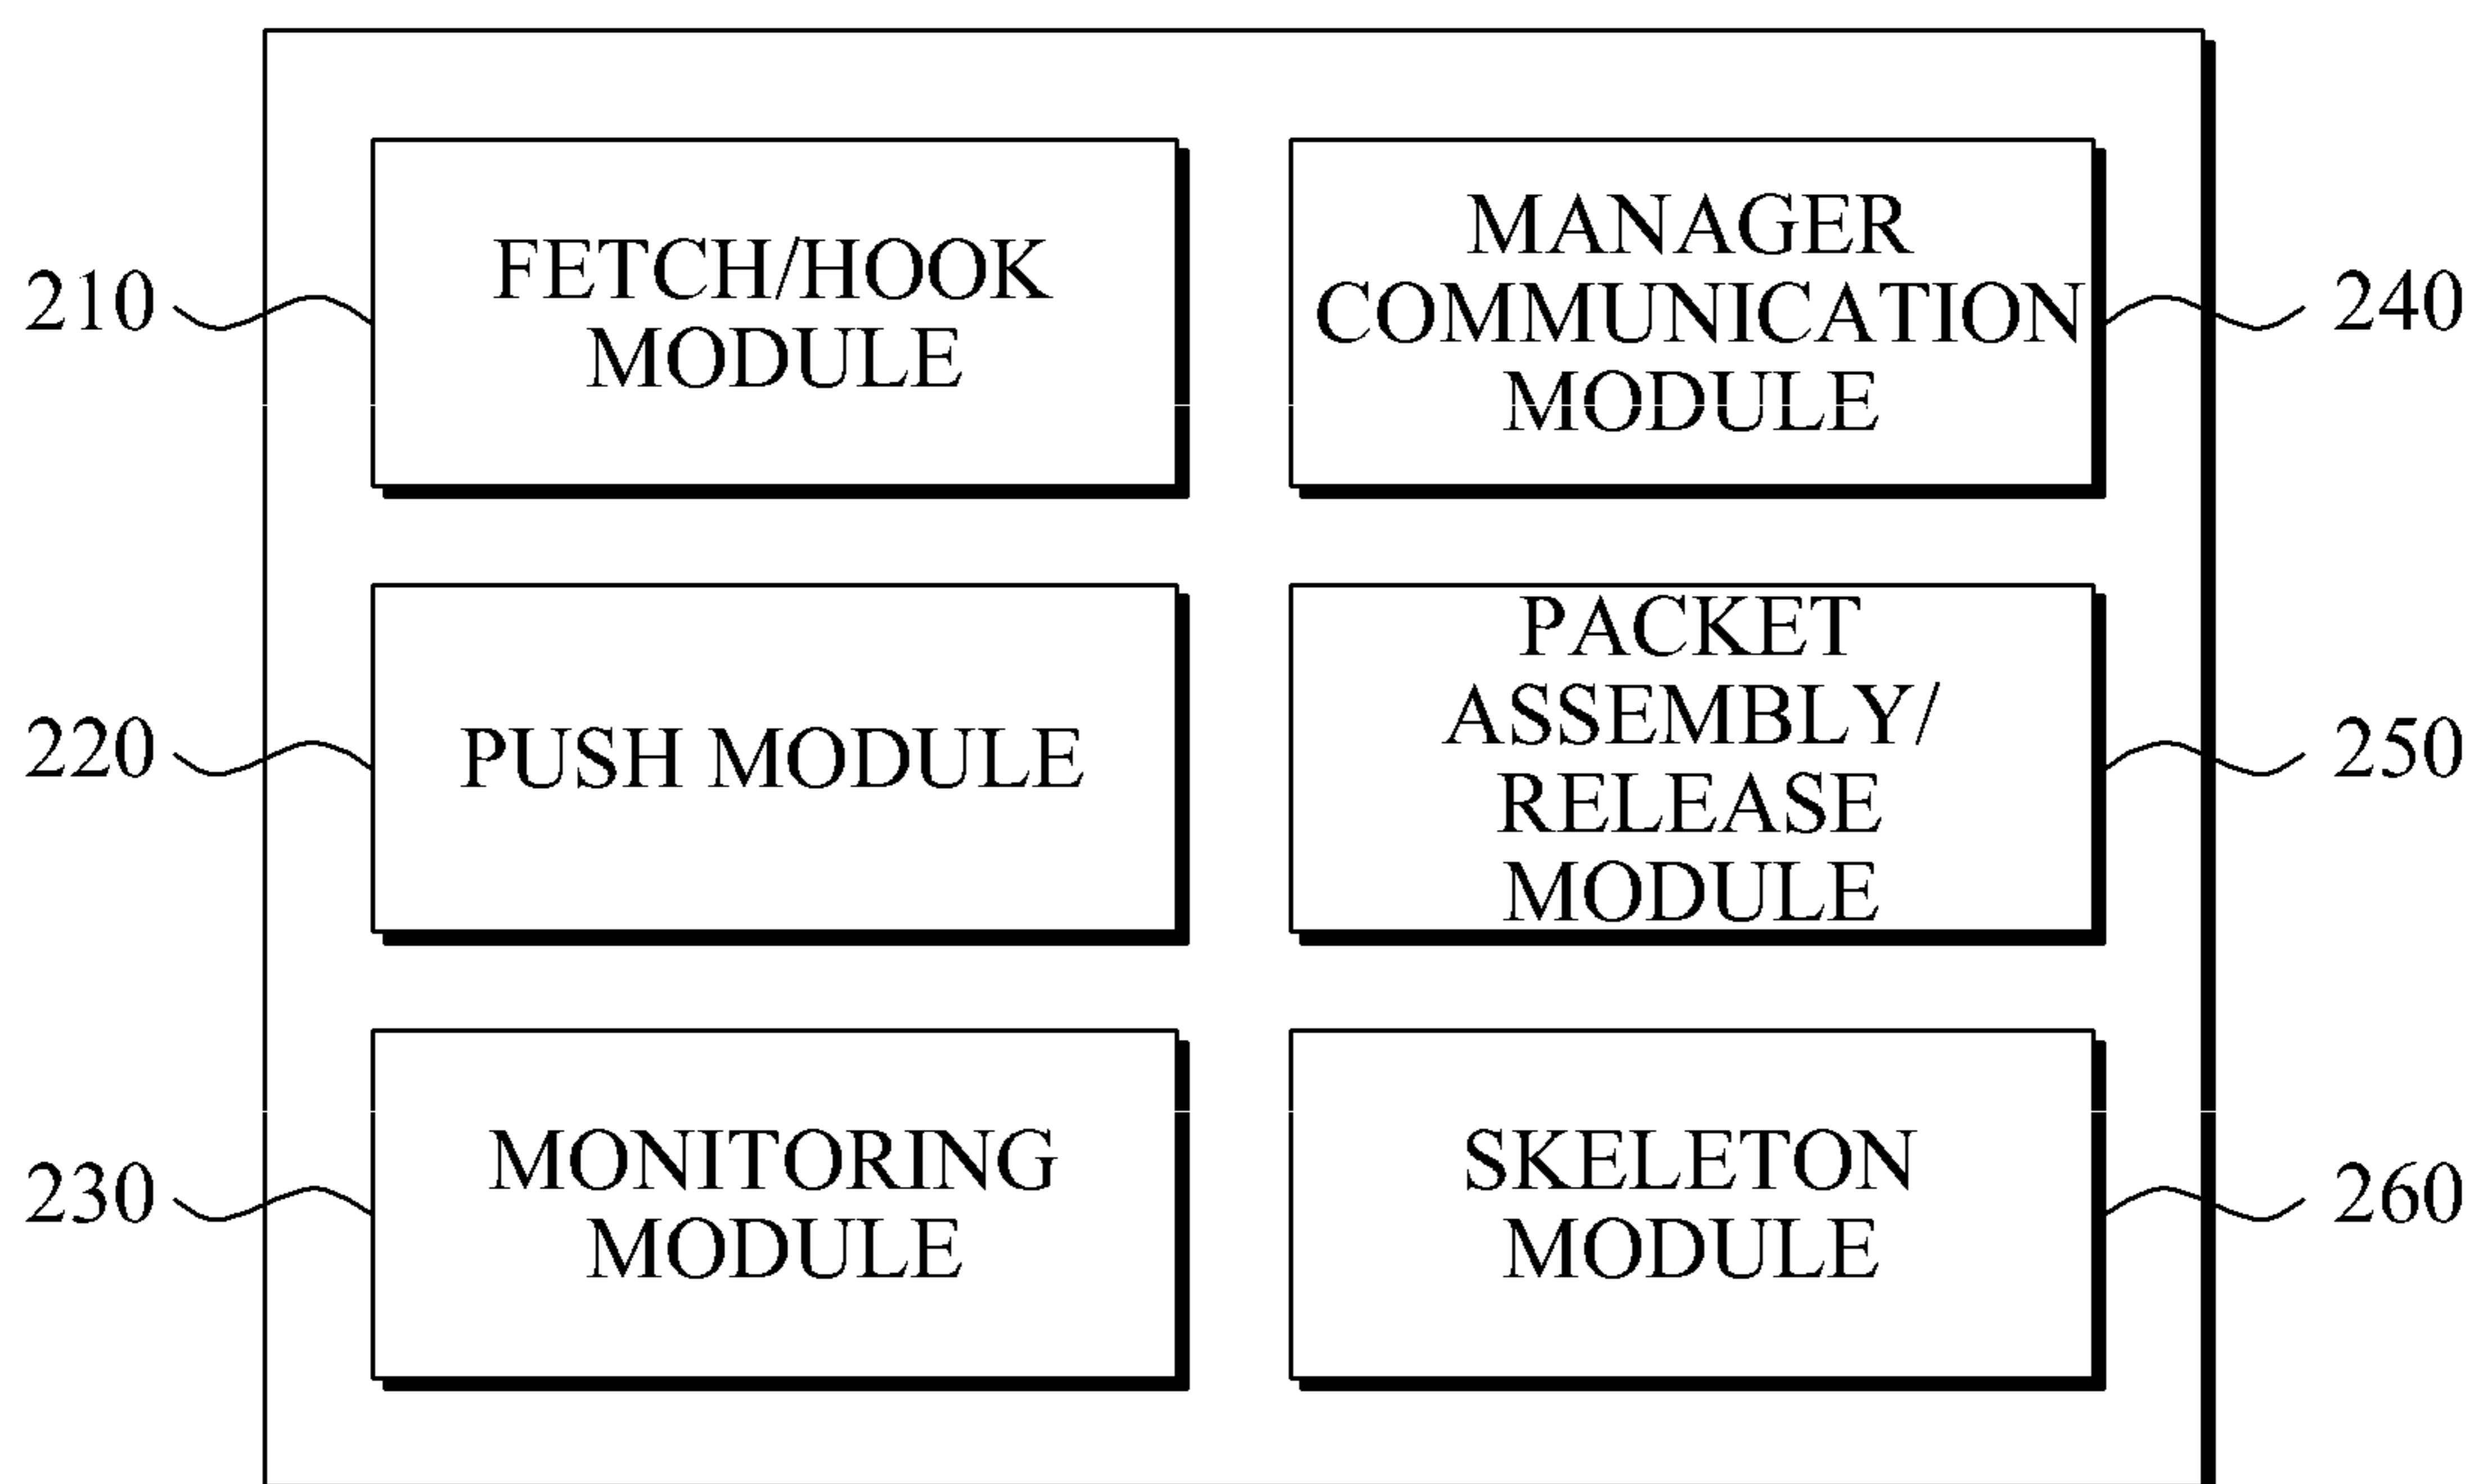 210
FETCH/HOOK
MODULE
MANAGER
COMMUNICATION
MODULE
240
220
PUSH MODULE
PACKET
ASSEMBLY/
RELEASE
MODULE
250
230
MONITORING
MODULE
SKELETON
MODULE
260